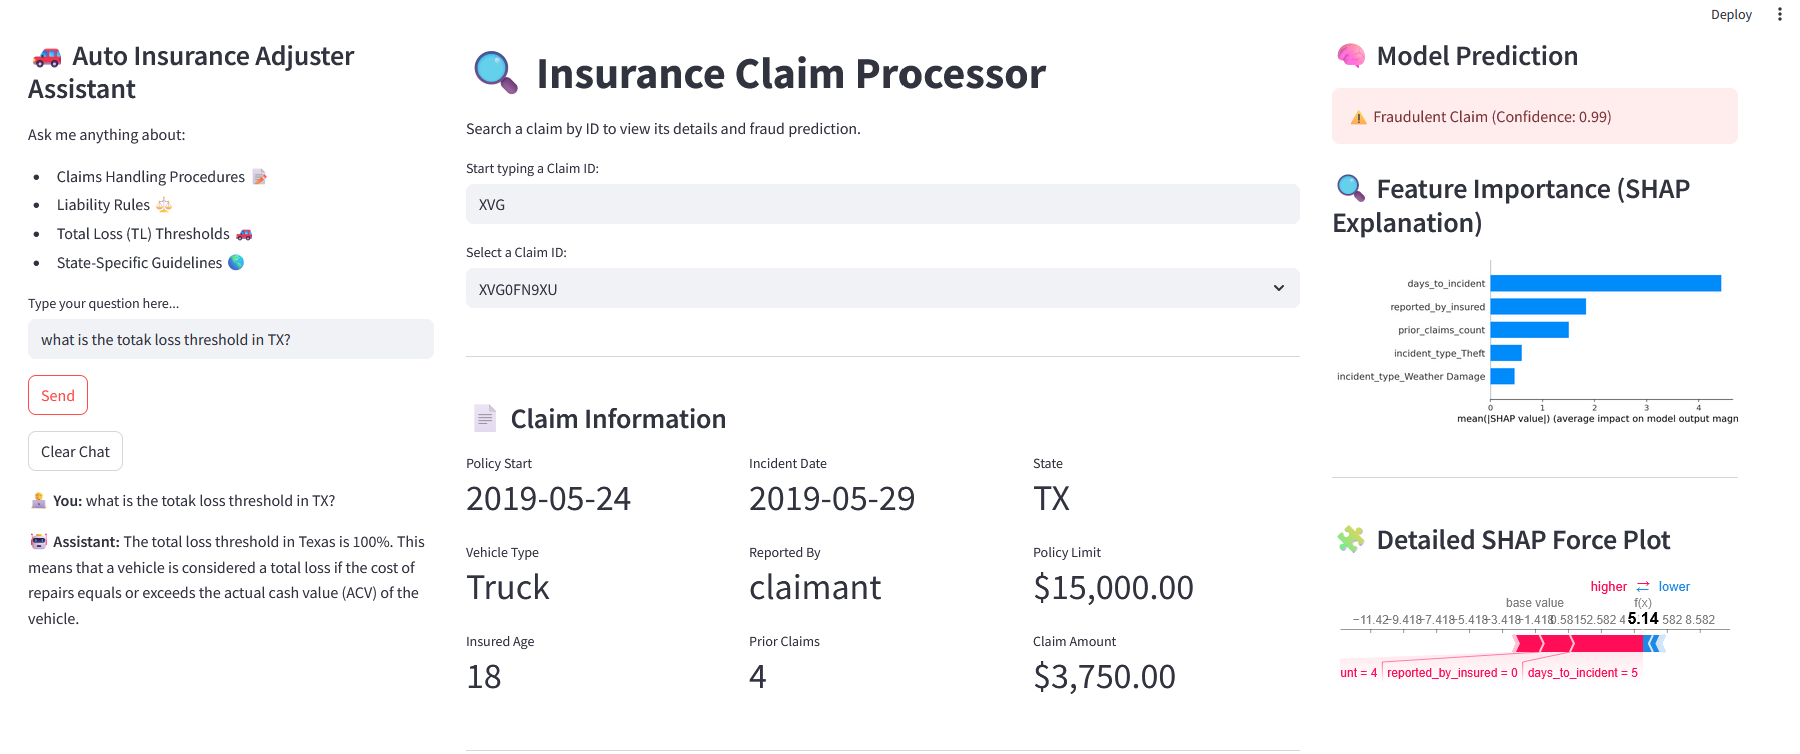 Deploy
Auto Insurance Adjuster
Assistant
Ask me anything about:
Claims Handling Procedures
Liability Rules
Total Loss (TL) Thresholds
State-Specific Guidelines
Type your question here...
what is the totak loss threshold in TX?
Send
Clear Chat
You: what is the totak loss threshold in TX?
Assistant: The total loss threshold in Texas is 100%. This
means that a vehicle is considered a total loss if the cost of
repairs equals or exceeds the actual cash value (ACV) of the
vehicle.
Insurance Claim Processor
Search a claim by ID to view its details and fraud prediction.
Start typing a Claim ID:
XVG
Select a Claim ID:
XVG0FN9XU
Claim Information
Policy Start
Incident Date
State
2019-05-24
2019-05-29
TX
Vehicle Type
Reported By
Policy Limit
Truck
claimant
$15,000.00
Insured Age
Prior Claims
Claim Amount
18
4
$3,750.00
Model Prediction
Fraudulent Claim (Confidence: 0.99)
Feature Importance (SHAP
Explanation)
days_to_incident
reported_by_insured
prior_claims_count
incident_type_Theft
incident_type_Weather Damage
0 1 2 3 4
mean(|SHAP value|) (average impact on model output magn
Detailed SHAP Force Plot
higher ⇄ lower
base value f(x)
−11.42 −9.418 −7.418 −5.418 −3.418 −1.418 0.5815 2.582 4 5.14 582 8.582
unt = 4 reported_by_insured = 0 days_to_incident = 5